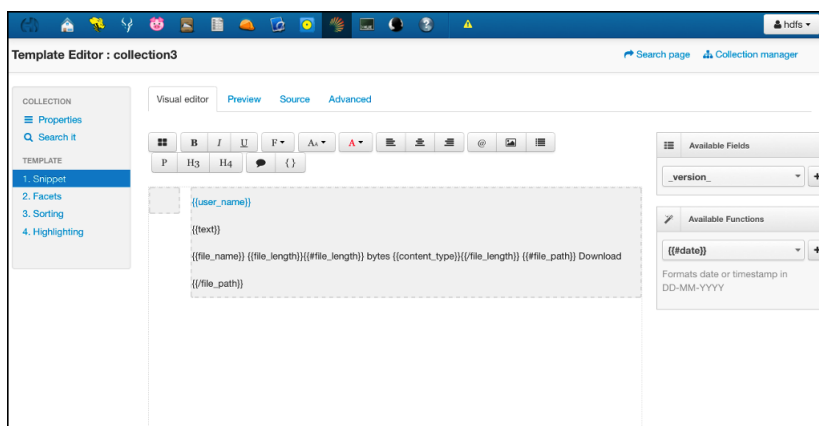 hdfs
Template Editor : collection3
Search page Collection manager
COLLECTION
Properties
Search it
TEMPLATE
1. Snippet
2. Facets
3. Sorting
4. Highlighting
Visual editor Preview Source Advanced
B I U F AA A @
P H3 H4 { }
{{user_name}}
{{text}}
{{file_name}} {{file_length}}{{#file_length}} bytes {{content_type}}{{/file_length}} {{#file_path}} Download
{{/file_path}}
Available Fields
_version_
Available Functions
{{#date}}
Formats date or timestamp in
DD-MM-YYYY